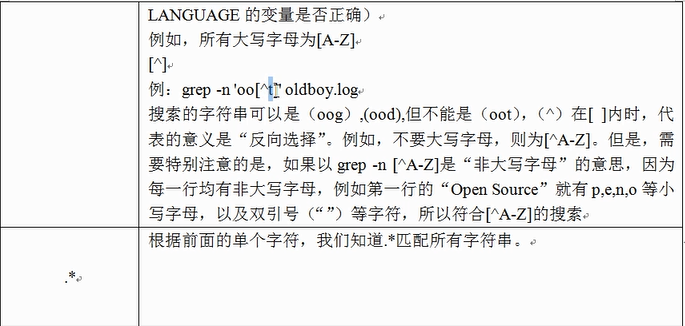 LANGUAGE 的变量是否正确）
例如，所有大写字母为[A-Z]
[^]
例：grep -n 'oo[^t]' oldboy.log
搜索的字符串可以是（oog）,(ood),但不能是（oot），（^）在[ ]内时，代
表的意义是“反向选择”。例如，不要大写字母，则为[^A-Z]。但是，需
要特别注意的是，如果以 grep -n [^A-Z]是“非大写字母”的意思，因为
每一行均有非大写字母，例如第一行的“Open Source”就有 p,e,n,o 等小
写字母，以及双引号（“”）等字符，所以符合[^A-Z]的搜索
.*
根据前面的单个字符，我们知道.*匹配所有字符串。